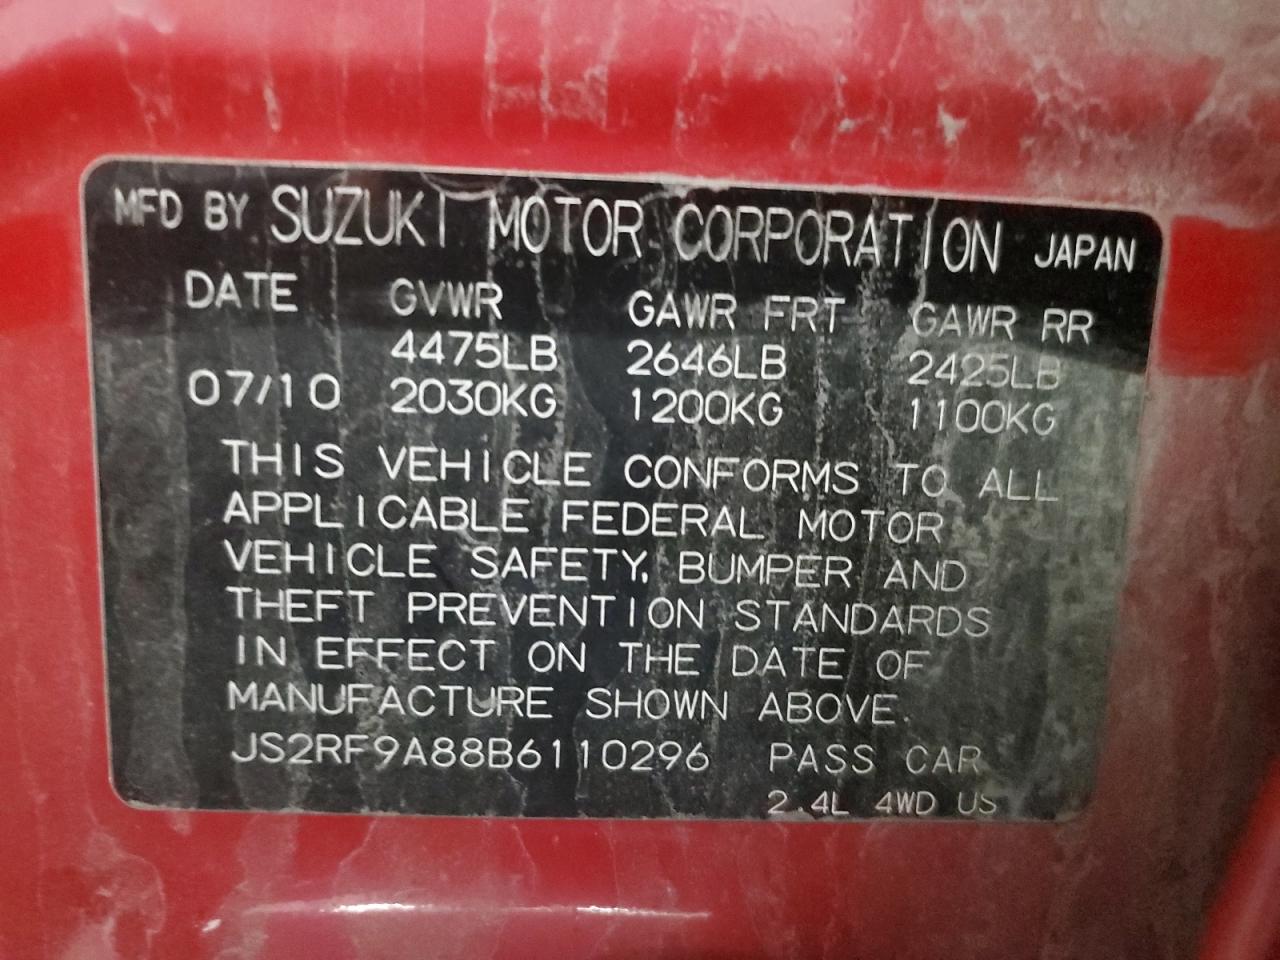 MFD BY SUZUKI MOTOR CORPORATION JAPAN
DATE GVWR GAWR FRT GAWR RR
4475LB 2646LB 2425LB
07/10 2030KG 1200KG 1100KG
THIS VEHICLE CONFORMS TO ALL
APPLICABLE FEDERAL MOTOR
VEHICLE SAFETY, BUMPER AND
THEFT PREVENTION STANDARDS
IN EFFECT ON THE DATE OF
MANUFACTURE SHOWN ABOVE.
JS2RF9A88B6110296 PASS CAR
2.4L 4WD US